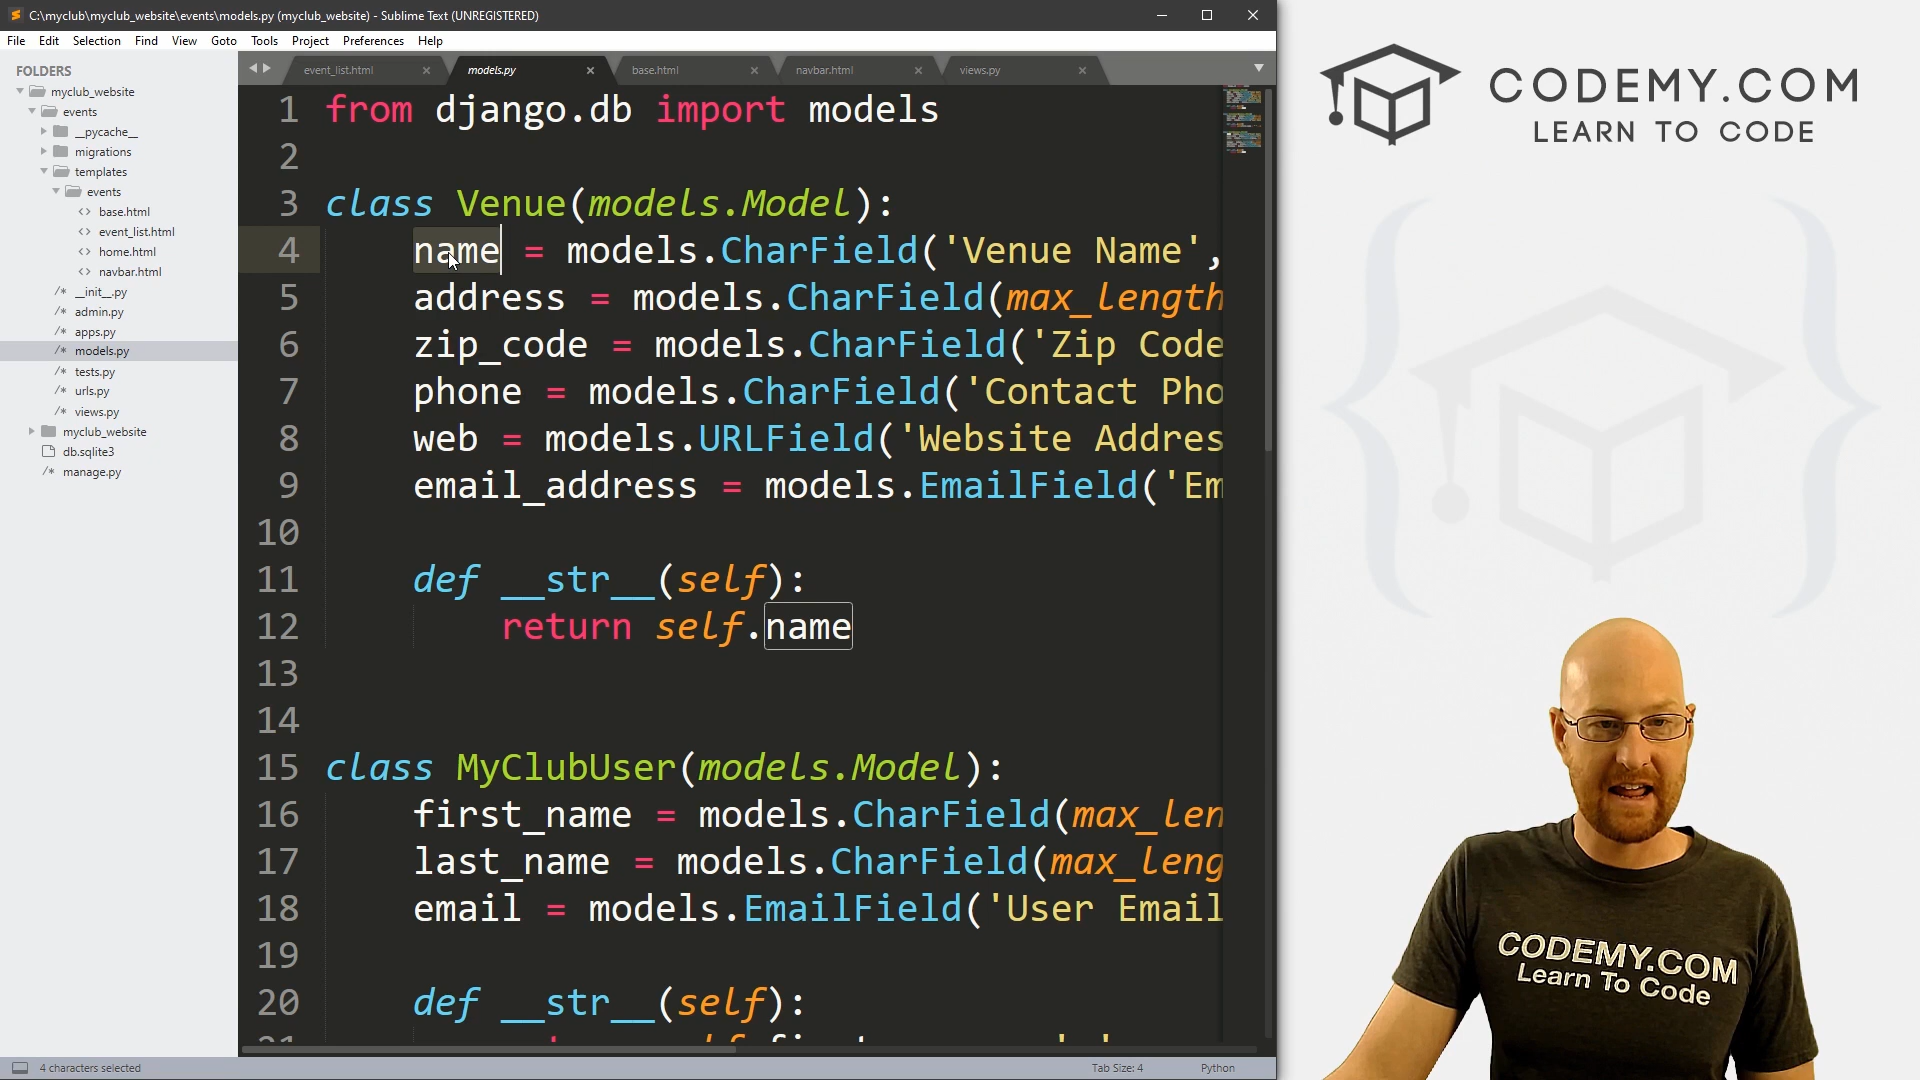 C:\myclub\myclub_website\events\models.py (myclub_website) - Sublime Text (UNREGISTERED)
File Edit Selection Find View Goto Tools Project Preferences Help
FOLDERS
myclub_website
events
__pycache__
migrations
templates
events
base.html
event_list.html
home.html
navbar.html
__init__.py
admin.py
apps.py
models.py
tests.py
urls.py
views.py
myclub_website
db.sqlite3
manage.py
event_list.html models.py base.html navbar.html views.py
1 from django.db import models
2
3 class Venue(models.Model):
4 name = models.CharField('Venue Name',
5 address = models.CharField(max_length
6 zip_code = models.CharField('Zip Code
7 phone = models.CharField('Contact Pho
8 web = models.URLField('Website Addres
9 email_address = models.EmailField('Em
10
11 def __str__(self):
12 return self.name
13
14
15 class MyClubUser(models.Model):
16 first_name = models.CharField(max_len
17 last_name = models.CharField(max_leng
18 email = models.EmailField('User Email
19
20 def __str__(self):
4 characters selected
Tab Size: 4 Python
CODEMY.COM
LEARN TO CODE
CODEMY.COM
Learn To Code